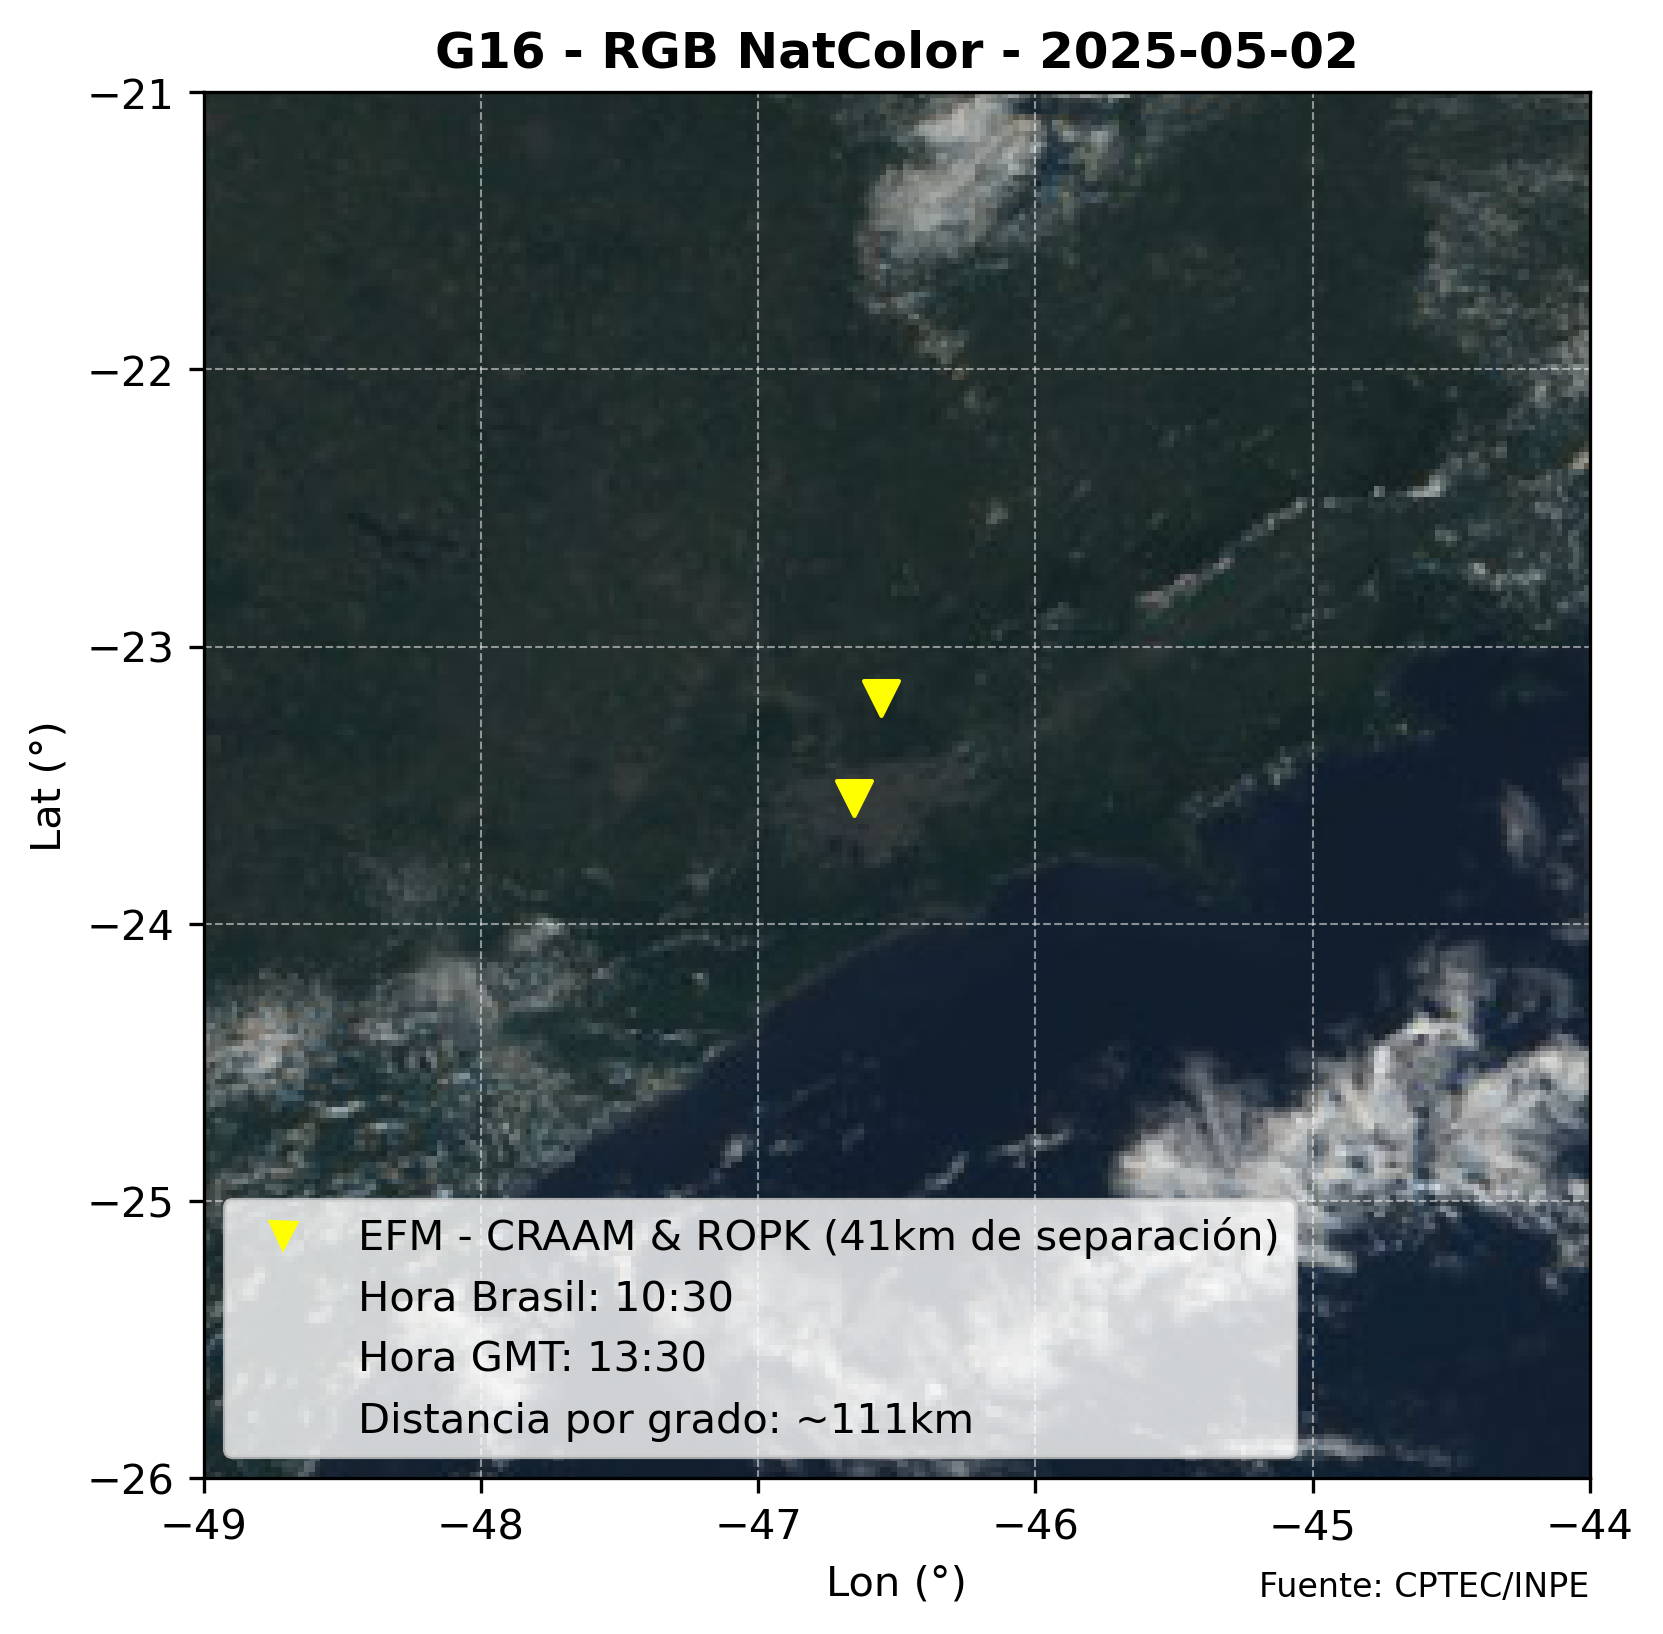 G16 - RGB NatColor - 2025-05-02
−21
−22
−23
−24
−25
−26
Lat (°)
EFM - CRAAM & ROPK (41km de separación)
Hora Brasil: 10:30
Hora GMT: 13:30
Distancia por grado: ~111km
−49 −48 −47 −46 −45 −44
Lon (°)
Fuente: CPTEC/INPE